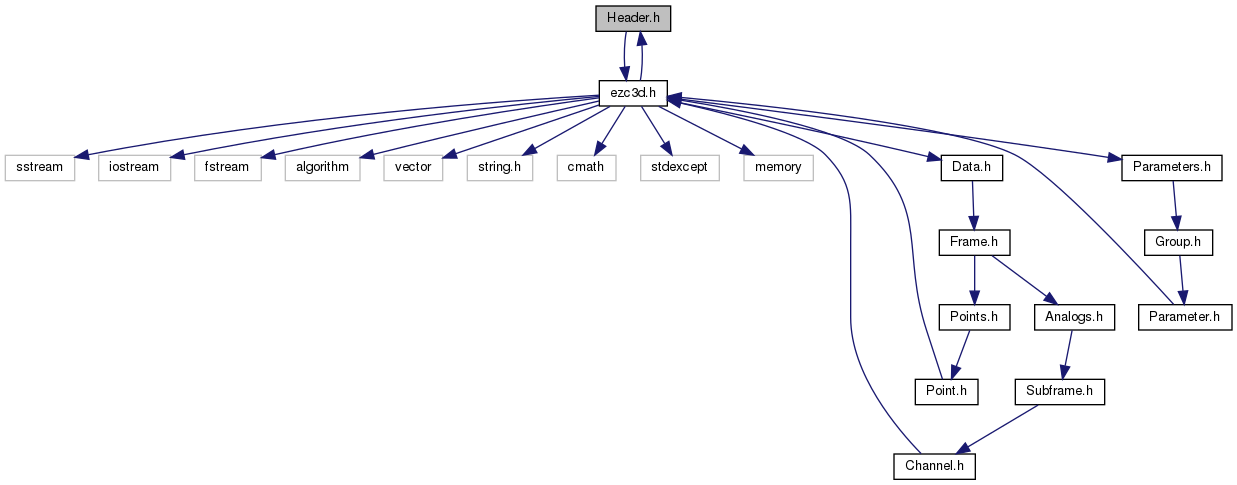 Header.h
ezc3d.h
sstream
iostream
fstream
algorithm
vector
string.h
cmath
stdexcept
memory
Data.h
Parameters.h
Frame.h
Group.h
Points.h
Analogs.h
Parameter.h
Point.h
Subframe.h
Channel.h